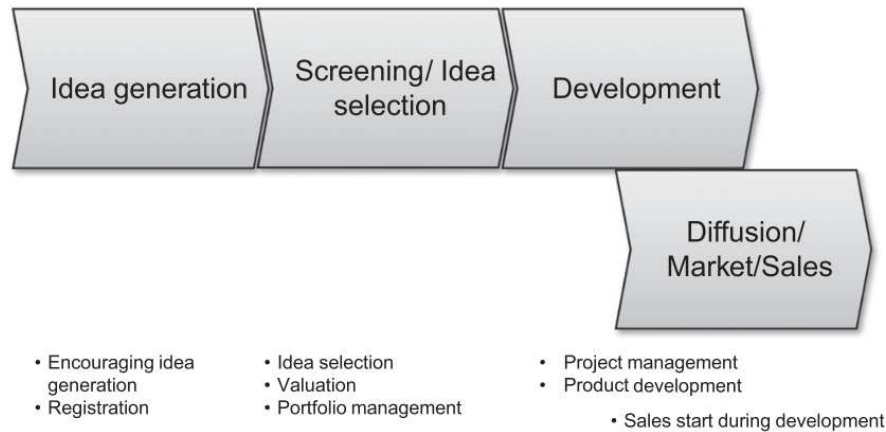 Idea generation
Screening/ Idea
selection
Development
Diffusion/
Market/Sales
• Encouraging idea
generation
• Registration
• Idea selection
• Valuation
• Portfolio management
• Project management
• Product development
• Sales start during development